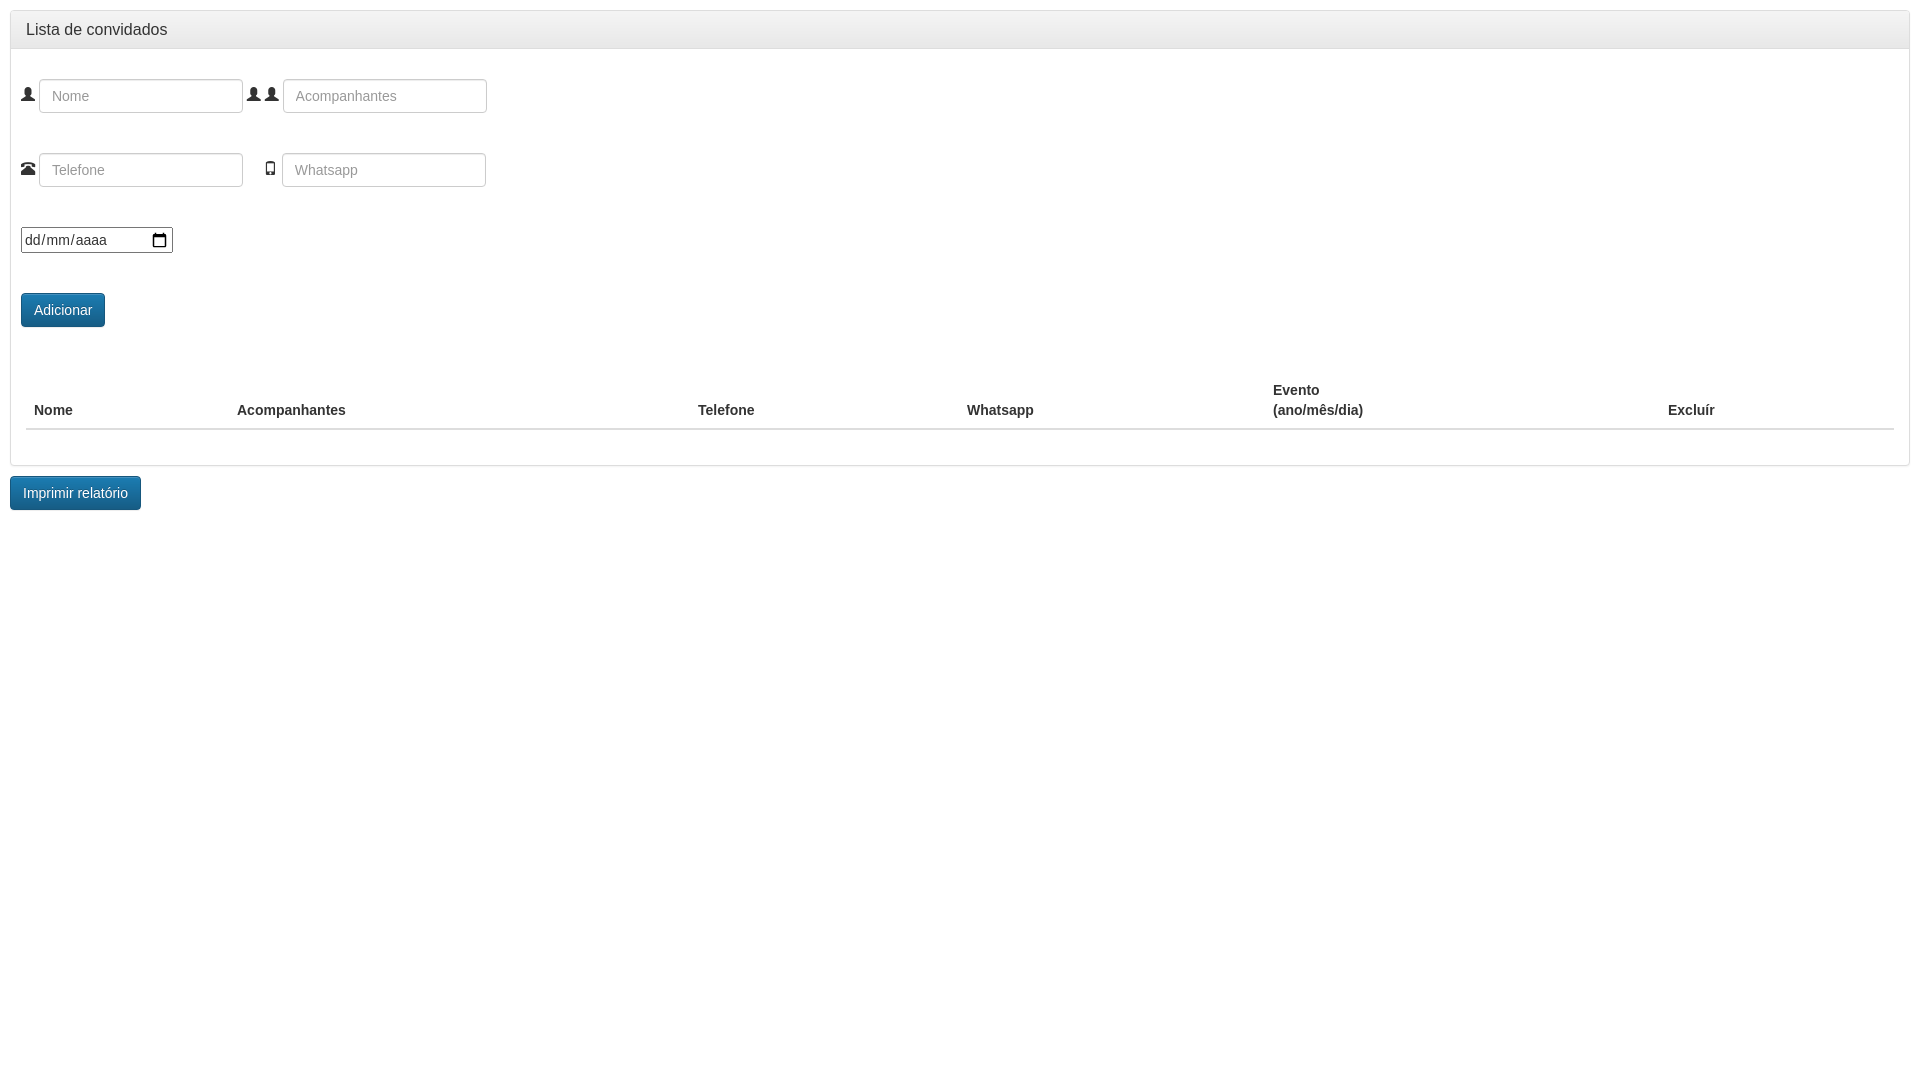 Lista de convidados
Nome Acompanhantes
Telefone Whatsapp
dd/mm/aaaa
Adicionar
Nome Acompanhantes Telefone Whatsapp Evento (ano/mês/dia) Excluír
Imprimir relatório